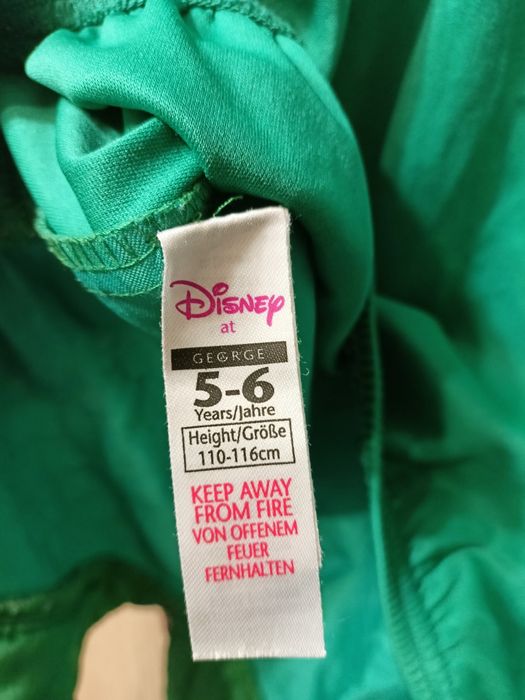 Disney
at
GEORGE
5-6
Years/Jahre
Height/Größe
110-116cm
KEEP AWAY
FROM FIRE
VON OFFENEM
FEUER
FERNHALTEN